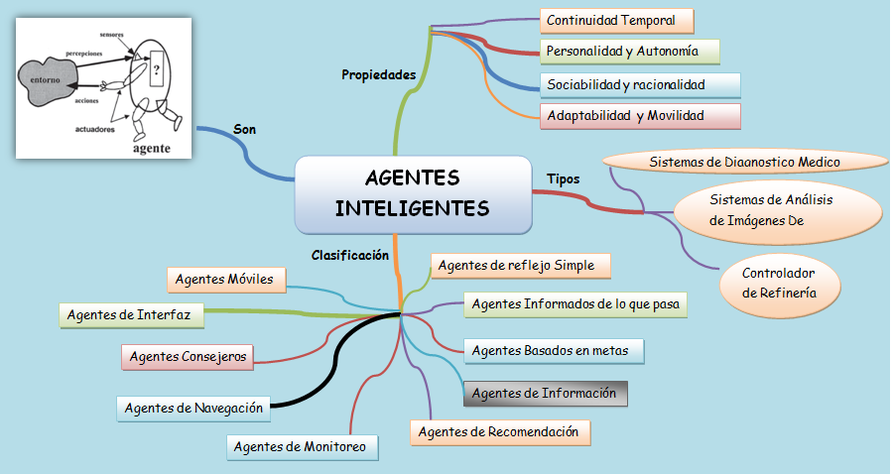 sensores
percepciones
entorno
?
acciones
actuadores
agente
Son
Propiedades
Continuidad Temporal
Personalidad y Autonomía
Sociabilidad y racionalidad
Adaptabilidad y Movilidad
AGENTES
INTELIGENTES
Tipos
Sistemas de Diaanostico Medico
Sistemas de Análisis
de Imágenes De
Controlador
de Refinería
Clasificación
Agentes de reflejo Simple
Agentes Móviles
Agentes Informados de lo que pasa
Agentes de Interfaz
Agentes Basados en metas
Agentes Consejeros
Agentes de Información
Agentes de Navegación
Agentes de Recomendación
Agentes de Monitoreo